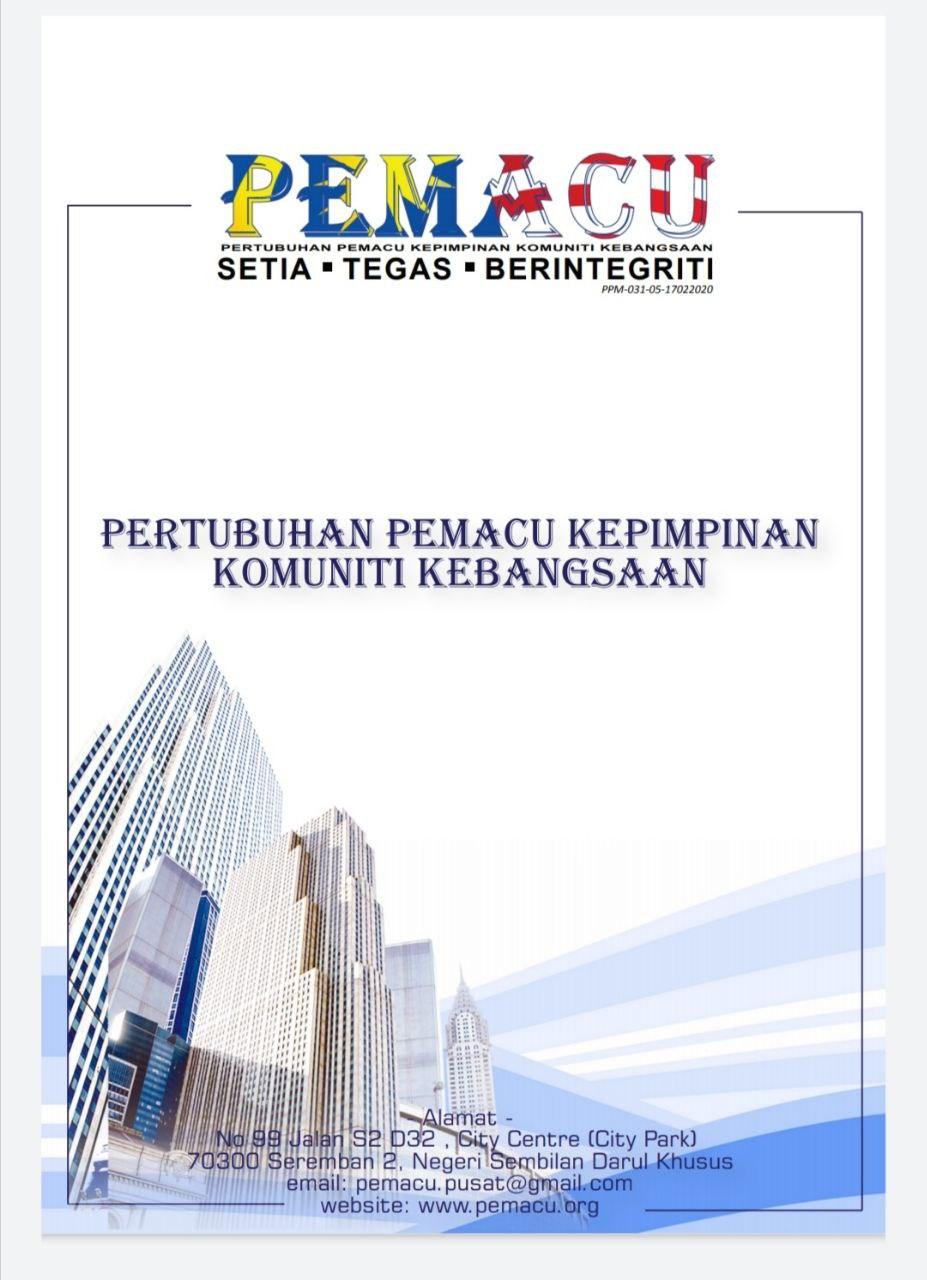 PEMACU
PERTUBUHAN PEMACU KEPIMPINAN KOMUNITI KEBANGSAAN
SETIA ▪ TEGAS ▪ BERINTEGRITI
PPM-031-05-17022020
PERTUBUHAN PEMACU KEPIMPINAN
KOMUNITI KEBANGSAAN
- Alamat -
No 99 Jalan S2 D32 , City Centre (City Park)
70300 Seremban 2, Negeri Sembilan Darul Khusus
email: pemacu.pusat@gmail.com
website: www.pemacu.org